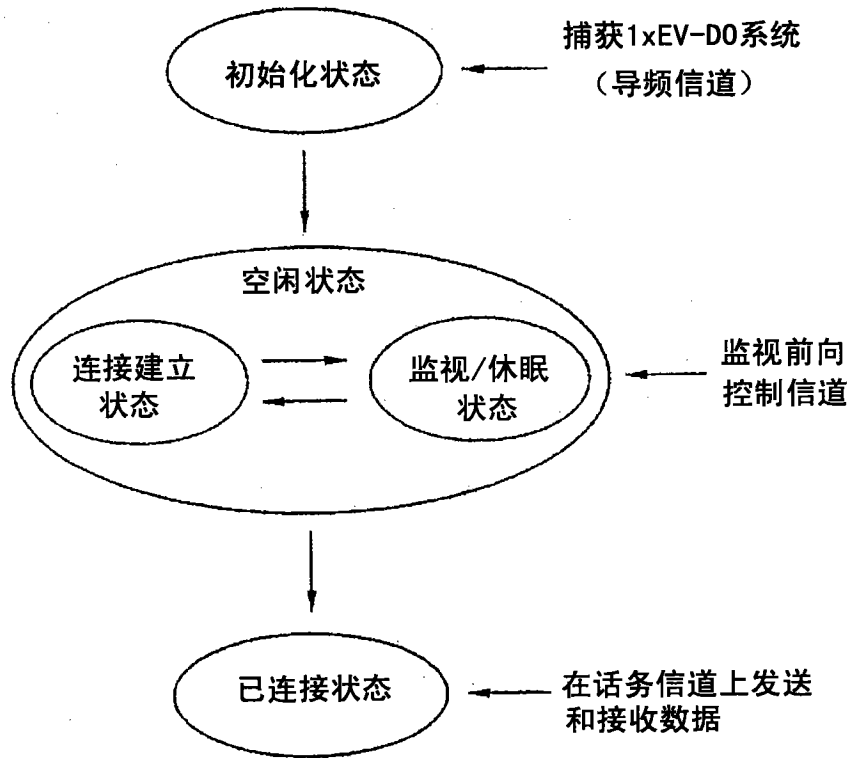 初始化状态
捕获1xEV-DO系统
（导频信道）
空闲状态
连接建立
状态
监视/休眠
状态
监视前向
控制信道
已连接状态
在话务信道上发送
和接收数据